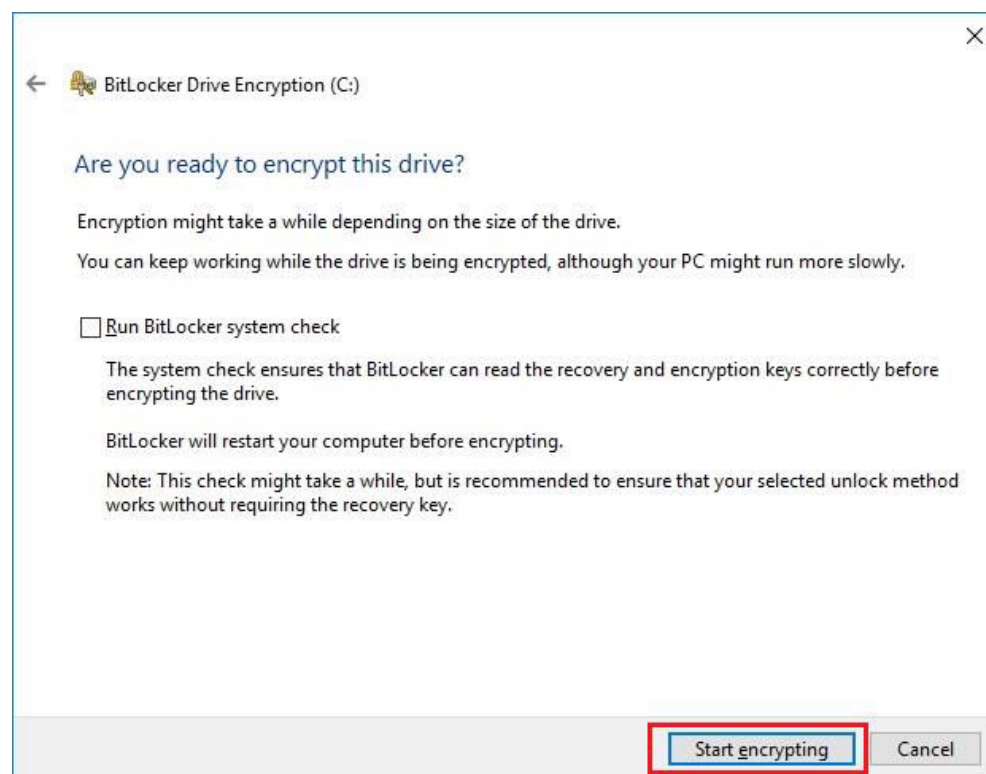 BitLocker Drive Encryption (C:)
Are you ready to encrypt this drive?
Encryption might take a while depending on the size of the drive.
You can keep working while the drive is being encrypted, although your PC might run more slowly.
Run BitLocker system check
The system check ensures that BitLocker can read the recovery and encryption keys correctly before
encrypting the drive.
BitLocker will restart your computer before encrypting.
Note: This check might take a while, but is recommended to ensure that your selected unlock method
works without requiring the recovery key.
Start encrypting Cancel